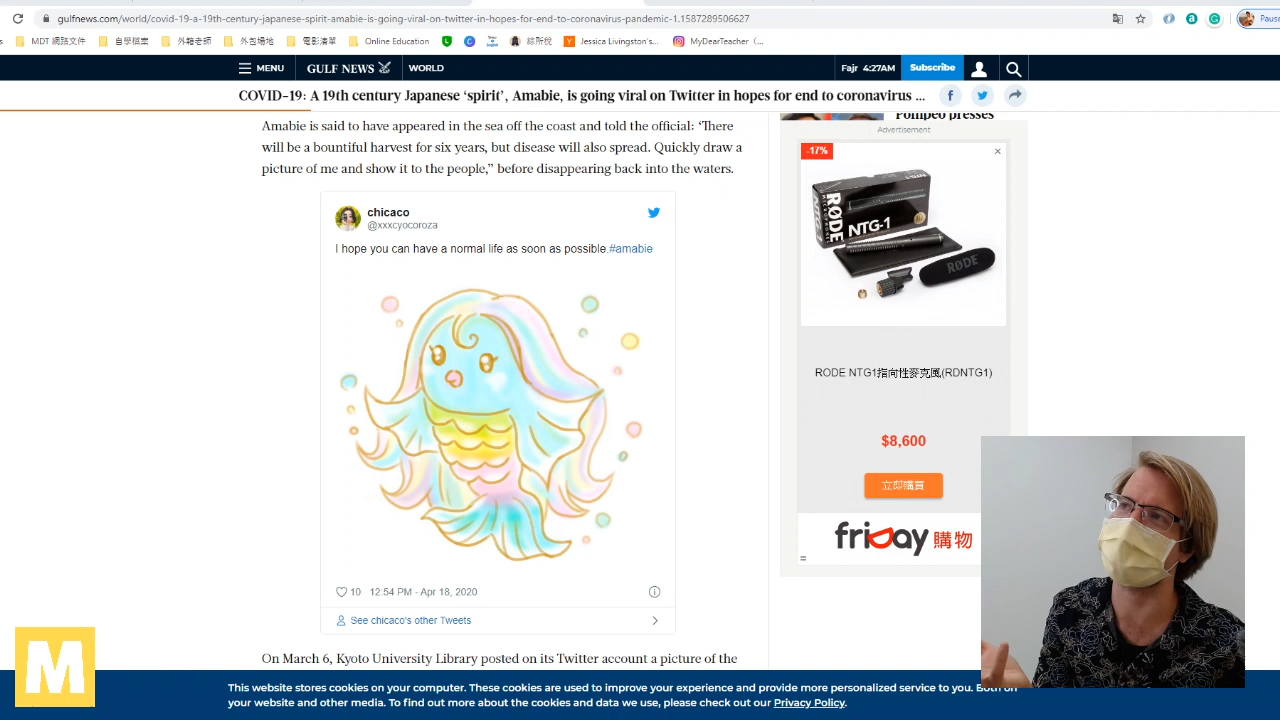 gulfnews.com/world/covid-19-a-19th-century-japanese-spirit-amabie-is-going-viral-on-twitter-in-hopes-for-end-to-coronavirus-pandemic-1.1587289506627
Paus
MDT 網路文件 自學檔案 外籍老師 外包場地 電影清單 Online Education 綜所稅 Jessica Livingston's... MyDearTeacher (...
MENU GULF NEWS WORLD Fajr 4:27AM Subscribe
COVID-19: A 19th century Japanese ‘spirit’, Amabie, is going viral on Twitter in hopes for end to coronavirus ...
Pompeo presses
Advertisement
Amabie is said to have appeared in the sea off the coast and told the official: “There
will be a bountiful harvest for six years, but disease will also spread. Quickly draw a
picture of me and show it to the people,” before disappearing back into the waters.
chicaco
@xxxcyocoroza
I hope you can have a normal life as soon as possible.#amabie
10 12:54 PM - Apr 18, 2020
See chicaco's other Tweets
On March 6, Kyoto University Library posted on its Twitter account a picture of the
-17%
RØDE
NTG-1
RØDE
RODE NTG1指向性麥克風(RDNTG1)
$8,600
立即購買
friDay 購物
M
This website stores cookies on your computer. These cookies are used to improve your experience and provide more personalized service to you. Both on
your website and other media. To find out more about the cookies and data we use, please check out our Privacy Policy.